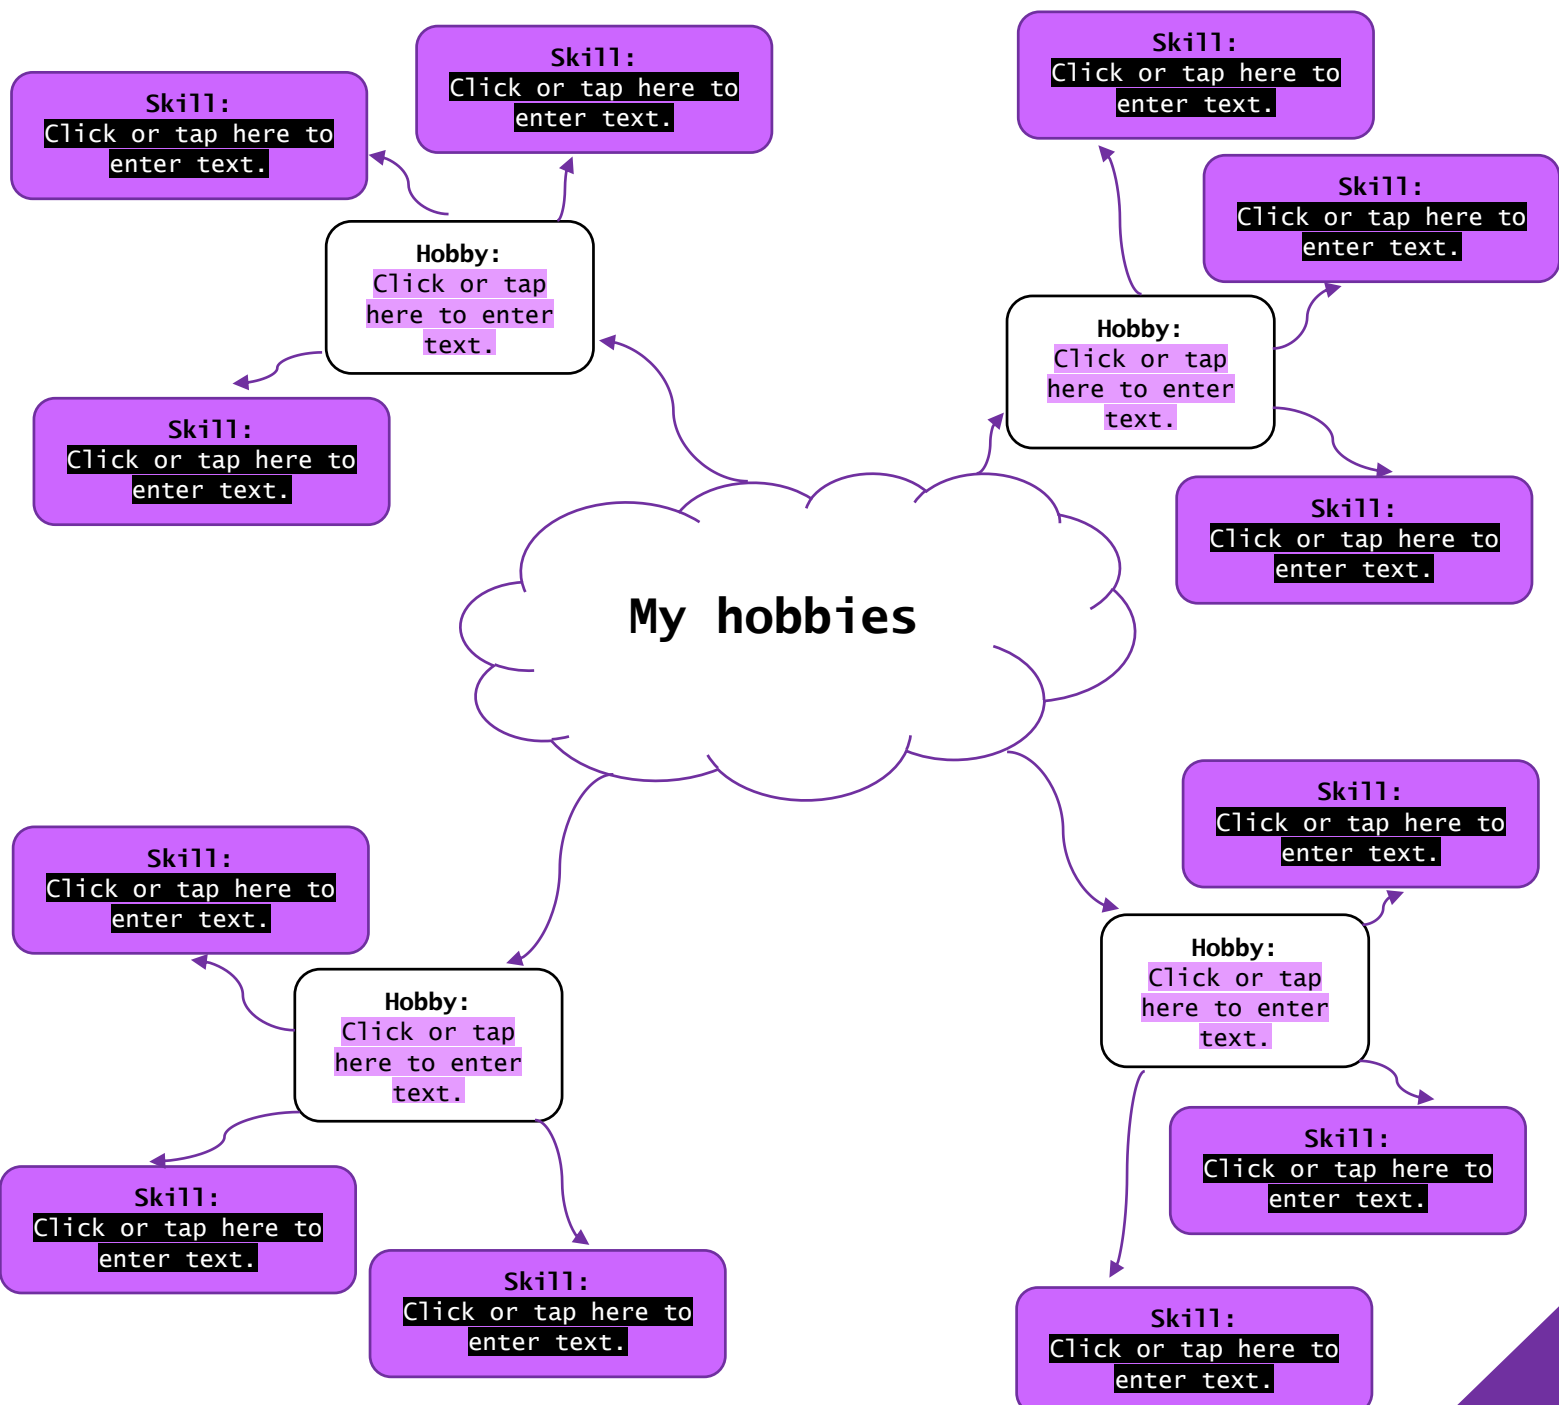 Skill:
Click or tap here to
enter text.
Skill:
Click or tap here to
enter text.
Hobby:
Click or tap
here to enter
text.
Skill:
Click or tap here to
enter text.
Skill:
Click or tap here to
enter text.
Skill:
Click or tap here to
enter text.
Hobby:
Click or tap
here to enter
text.
Skill:
Click or tap here to
enter text.
My hobbies
Skill:
Click or tap here to
enter text.
Hobby:
Click or tap
here to enter
text.
Skill:
Click or tap here to
enter text.
Skill:
Click or tap here to
enter text.
Skill:
Click or tap here to
enter text.
Hobby:
Click or tap
here to enter
text.
Skill:
Click or tap here to
enter text.
Skill:
Click or tap here to
enter text.